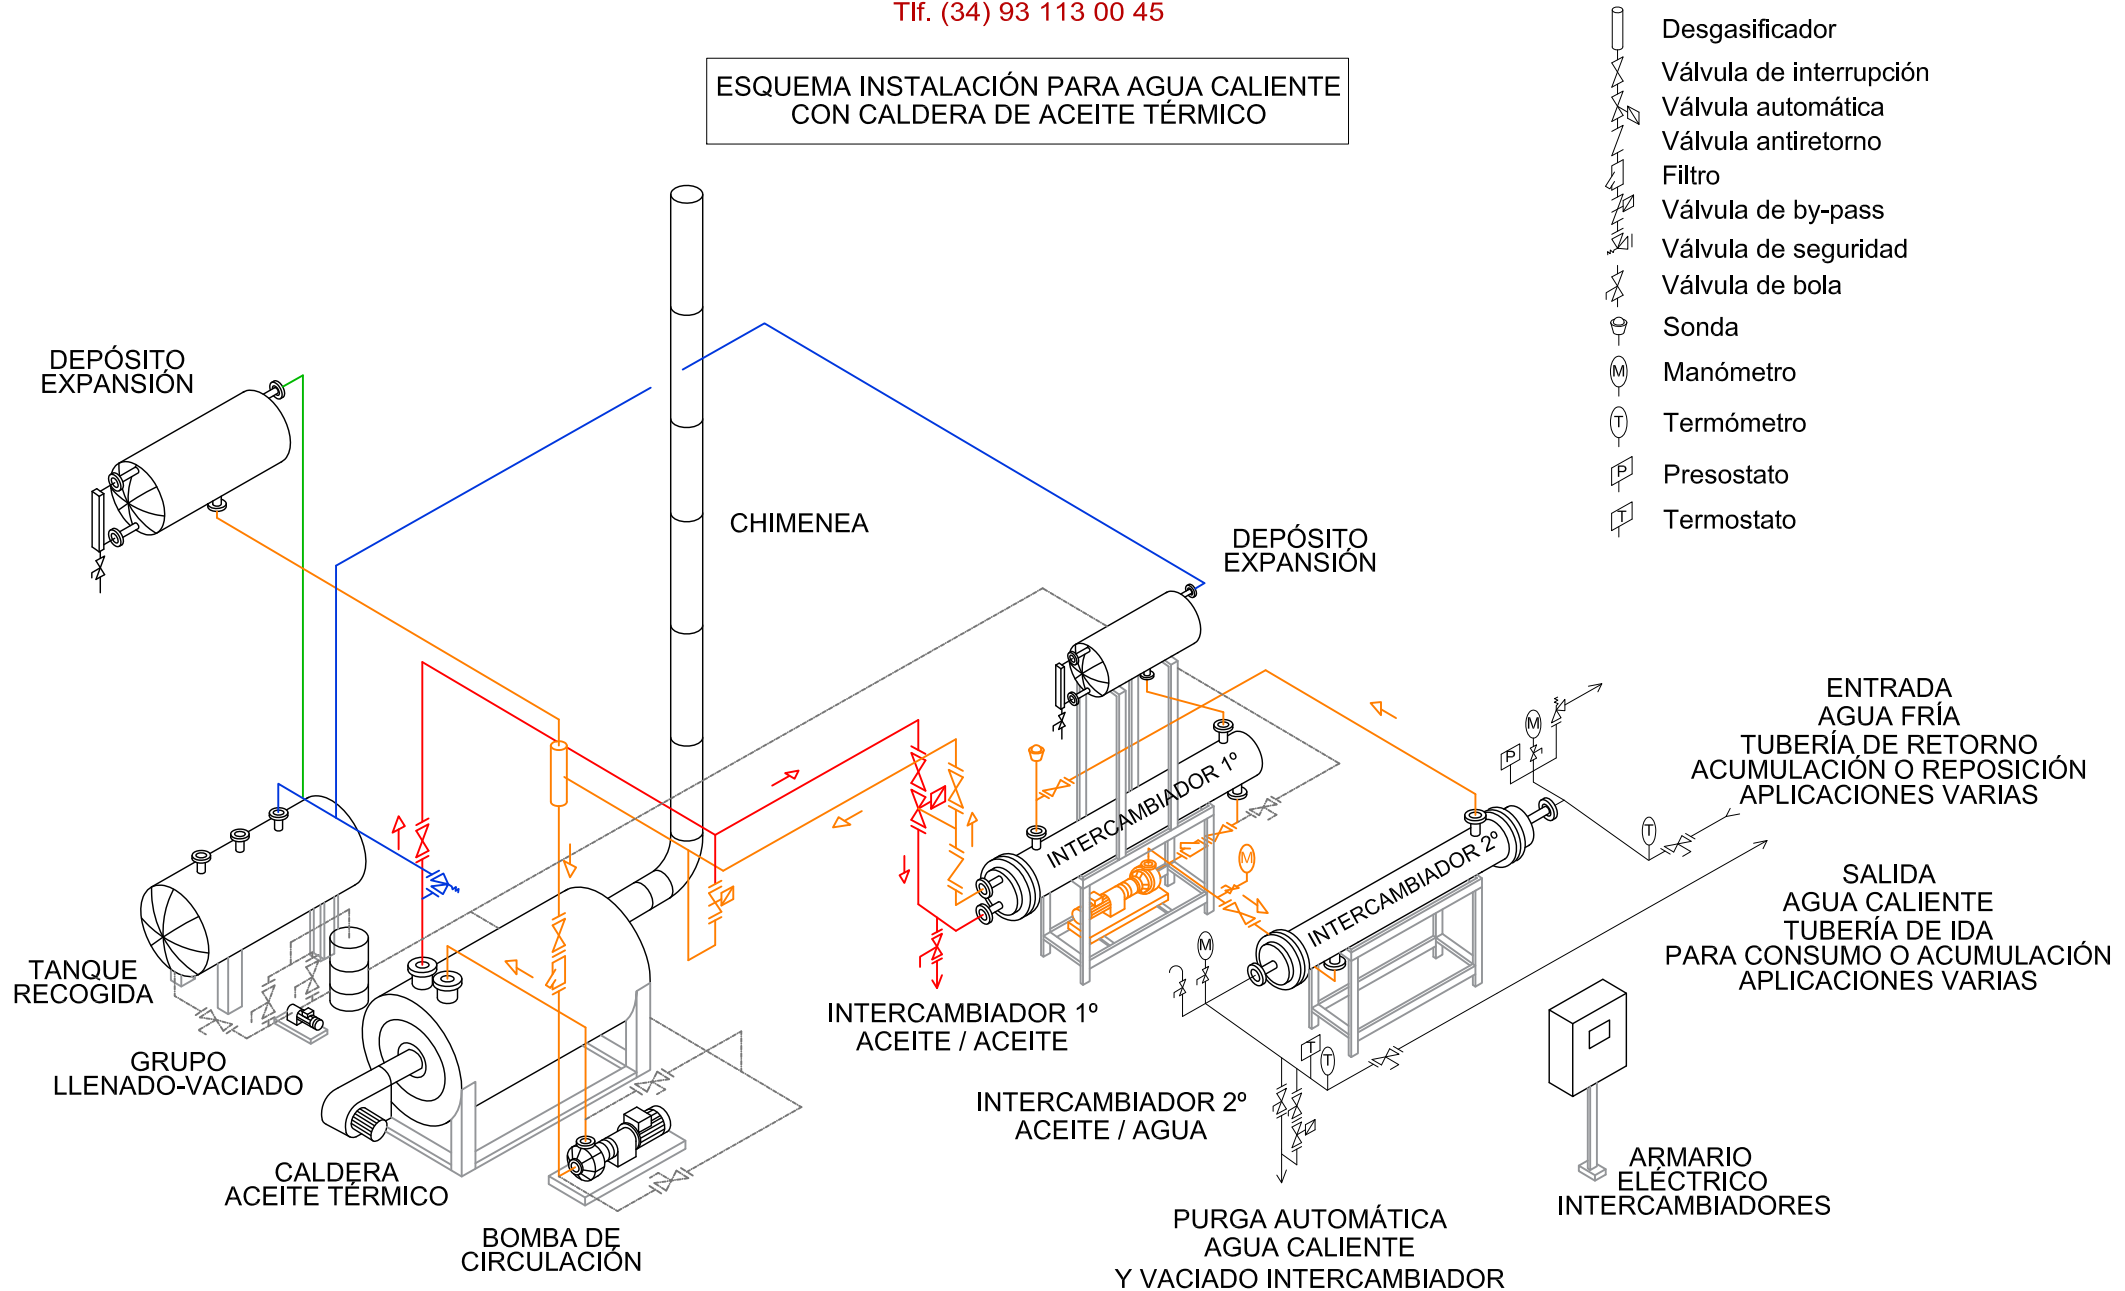 Tlf. (34) 93 113 00 45
ESQUEMA INSTALACIÓN PARA AGUA CALIENTE
CON CALDERA DE ACEITE TÉRMICO
Desgasificador
Válvula de interrupción
Válvula automática
Válvula antiretorno
Filtro
Válvula de by-pass
Válvula de seguridad
Válvula de bola
Sonda
M
Manómetro
T
Termómetro
P
Presostato
T
Termostato
DEPÓSITO
EXPANSIÓN
CHIMENEA
DEPÓSITO
EXPANSIÓN
ENTRADA
AGUA FRÍA
TUBERÍA DE RETORNO
ACUMULACIÓN O REPOSICIÓN
APLICACIONES VARIAS
M
P
T
INTERCAMBIADOR 1º
INTERCAMBIADOR 2º
M
M
T
T
SALIDA
AGUA CALIENTE
TUBERÍA DE IDA
PARA CONSUMO O ACUMULACIÓN
APLICACIONES VARIAS
TANQUE
RECOGIDA
GRUPO
LLENADO-VACIADO
INTERCAMBIADOR 1º
ACEITE / ACEITE
INTERCAMBIADOR 2º
ACEITE / AGUA
CALDERA
ACEITE TÉRMICO
BOMBA DE
CIRCULACIÓN
ARMARIO
ELÉCTRICO
INTERCAMBIADORES
PURGA AUTOMÁTICA
AGUA CALIENTE
Y VACIADO INTERCAMBIADOR